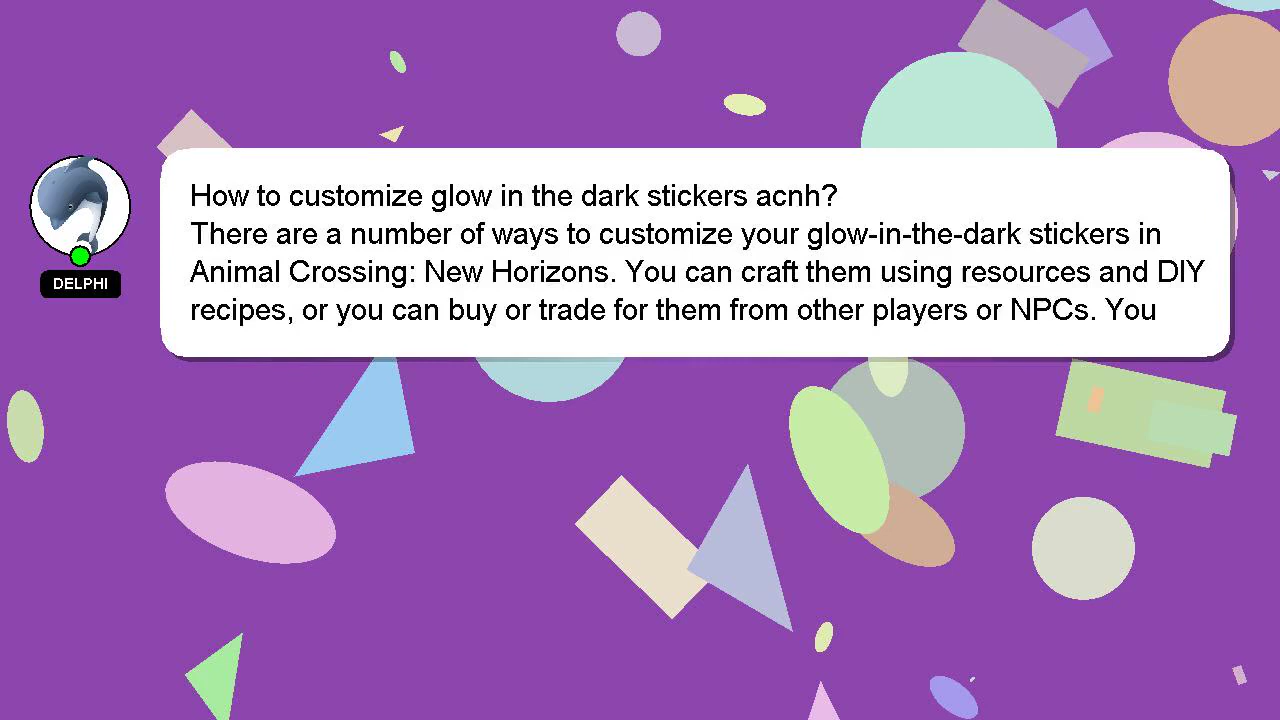 How to customize glow in the dark stickers acnh?
There are a number of ways to customize your glow-in-the-dark stickers in
Animal Crossing: New Horizons. You can craft them using resources and DIY
recipes, or you can buy or trade for them from other players or NPCs. You
DELPHI